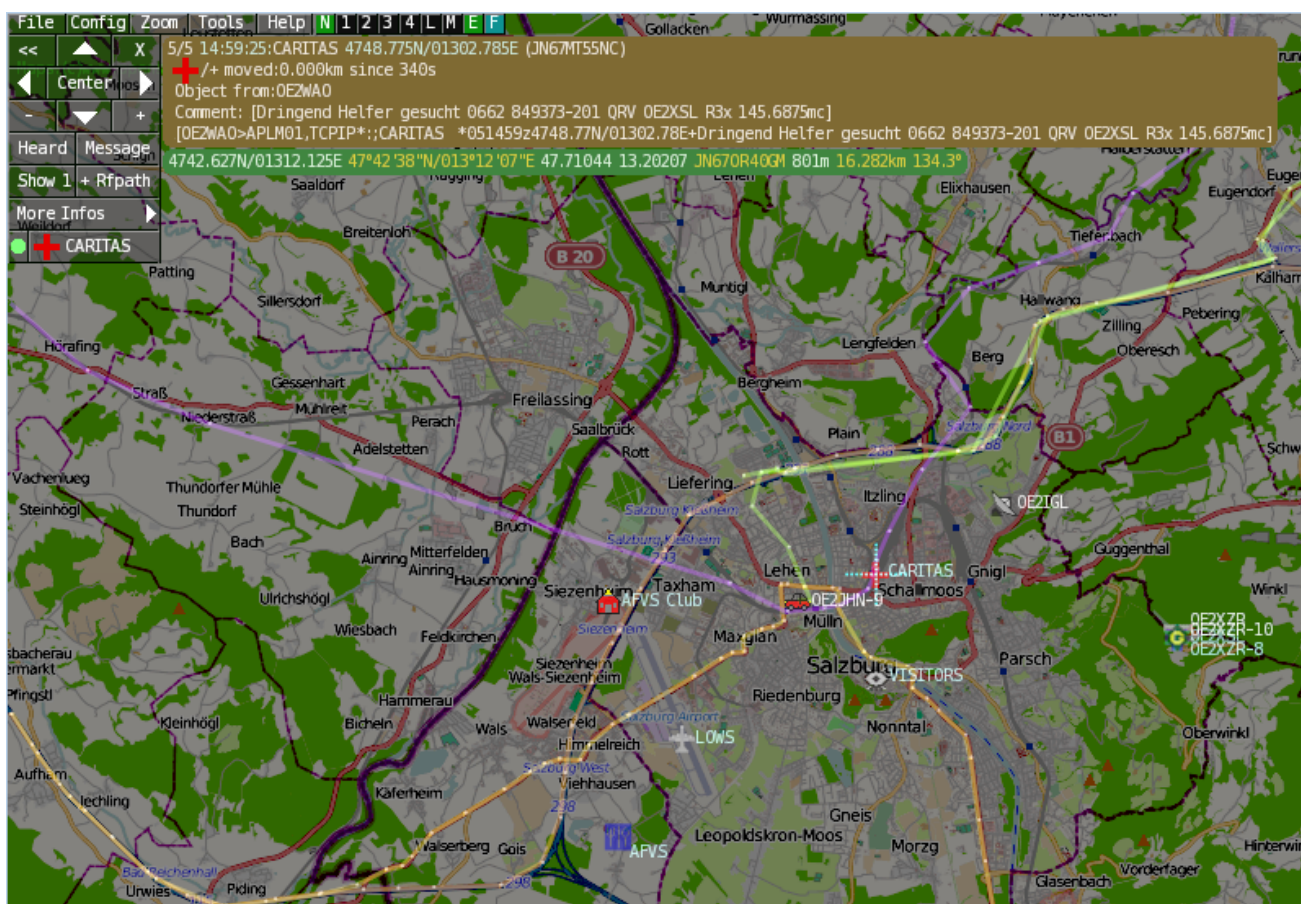 File Config Zoom Tools Help N 1 2 3 4 L M E F
Gollacken
Wurmassing
<< X
Center
- +
Heard Message
Show 1 + Rfpath
More Infos
CARITAS
5/5 14:59:25:CARITAS 4748.775N/01302.785E (JN67MT55NC)
/+ moved:0.000km since 340s
Object from:OE2WAO
Comment: [Dringend Helfer gesucht 0662 849373-201 QRV OE2XSL R3x 145.6875mc]
[OE2WAO>APLM01,TCPIP*:;CARITAS *051459z4748.77N/01302.78E+Dringend Helfer gesucht 0662 849373-201 QRV OE2XSL R3x 145.6875mc]
4742.627N/01312.125E 47°42'38"N/013°12'07"E 47.71044 13.20207 JN67OR40GM 801m 16.282km 134.3°
Saaldorf
Elixhausen
Eugendorf
Breitenloh
Tiefenbach
B 20
Patting
Kalham
Muntigl
Sillersdorf
Hallwang
Pebering
Zilling
Hörafing
Lengfelden
Berg
Oberesch
Gessenhart
Bergheim
Straß
Freilassing
Mühlreit
Niederstraß
Perach
Saalbrück
Plain
Salzburg Nord
B1
Adelstetten
Rott
288
288
Vachenlueg
Thundorfer Mühle
Liefering
Itzling
Steinhögl
Thundorf
Salzburg Kleßheim
OE2IGL
Bruch
Bach
Salzburg Kleßheim
Mitterfelden
293
Guggenthal
Ainring
Ainring
Hausmoning
Taxham
Lehen
CARITAS
Gnigl
Siezenheim
AFVS Club
OE2JHN-9
Schallmoos
Winkl
Ulrichshögl
Mülln
OE2XZR
Wiesbach
Siezenheim
Maxglan
OE2XZR-10
Feldkirchen
OE2XZR-8
Siezenheim
Salzburg
Parsch
Wals-Siezenheim
VISITORS
Hammerau
Riedenburg
Kleinhögl
Bicheln
Wals
Walserfeld
Salzburg Airport
Nonntal
LOWS
Himmelreich
Oberwinkl
Aufham
Salzburg West
Viehhausen
Jechling
Käferheim
298
Gneis
Leopoldskron-Moos
Walserberg
Gois
AFVS
Morzg
Bad Reichenhall
Vorderfager
Urwies
Piding
298
Glasenbach